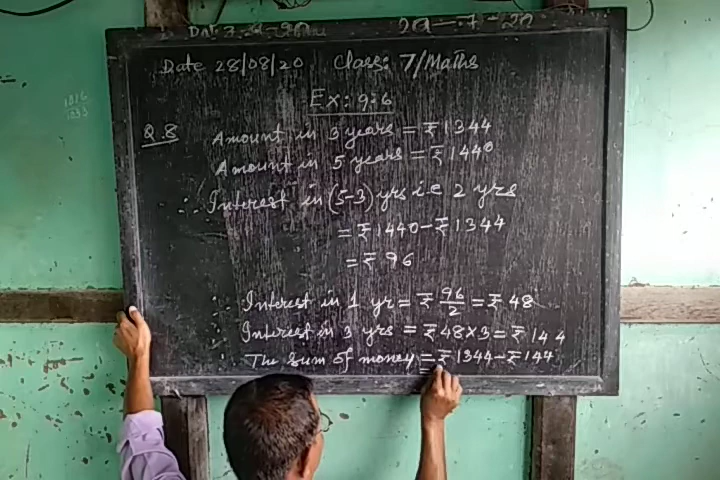 Date 28/08/20 Class: 7/Maths
Ex: 9.6
Q.8 Amount in 3 years = ₹1344
Amount in 5 years = ₹1440
∴ Interest in (5-3) yrs i.e 2 yrs
= ₹1440-₹1344
= ₹ 96
∴ Interest in 1 yr = ₹ 96/2 = ₹ 48
∴ Interest in 3 yrs = ₹48×3 = ₹144
∴ The sum of money = ₹1344-₹144